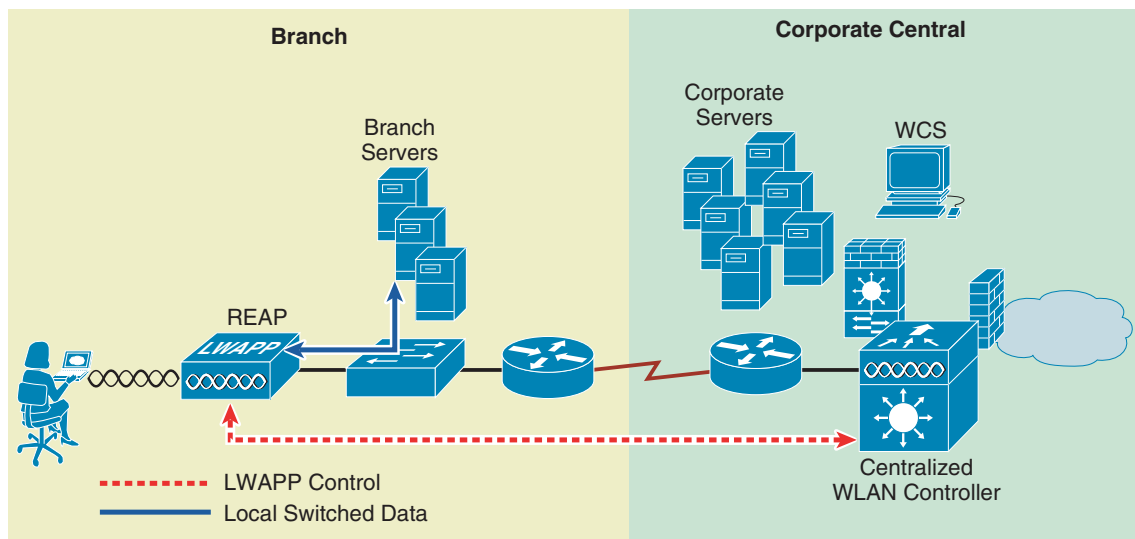 Branch
Corporate Central
Corporate
Servers
WCS
Branch
Servers
REAP
LWAPP
Centralized
WLAN Controller
LWAPP Control
Local Switched Data